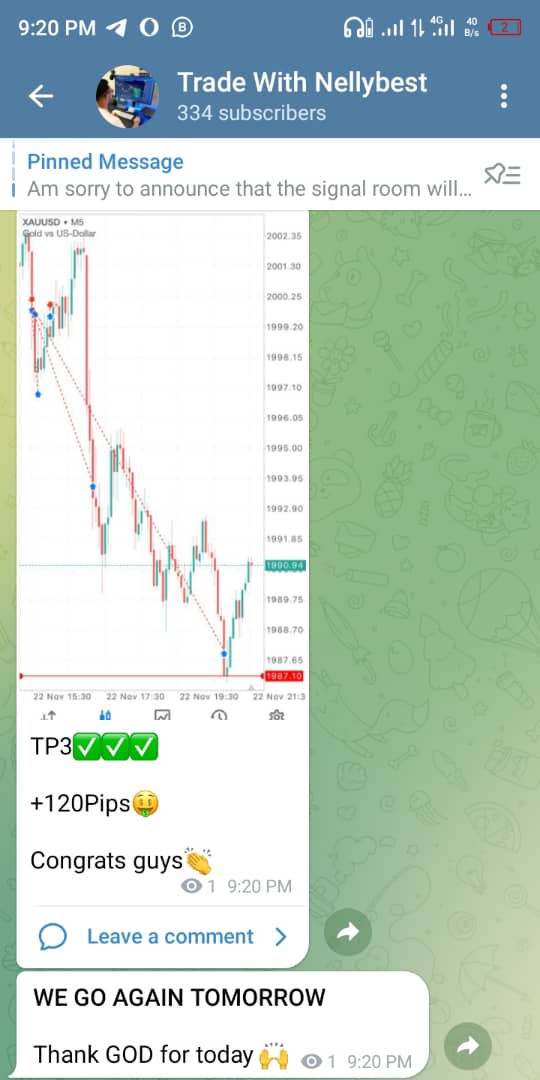 9:20 PM
B
4G
40
B/s
2
Trade With Nellybest
334 subscribers
Pinned Message
Am sorry to announce that the signal room will...
XAUUSD • M5
Gold vs US-Dollar
2002.35
2001.30
2000.25
1999.20
1998.15
1997.10
1996.05
1995.00
1993.95
1992.90
1991.85
1990.94
1989.75
1988.70
1987.65
1987.10
22 Nov 15:30
22 Nov 17:30
22 Nov 19:30
22 Nov 21:3
TP3✅✅✅
+120Pips🤑
Congrats guys👏
1 9:20 PM
Leave a comment
WE GO AGAIN TOMORROW
Thank GOD for today 🙌
1 9:20 PM